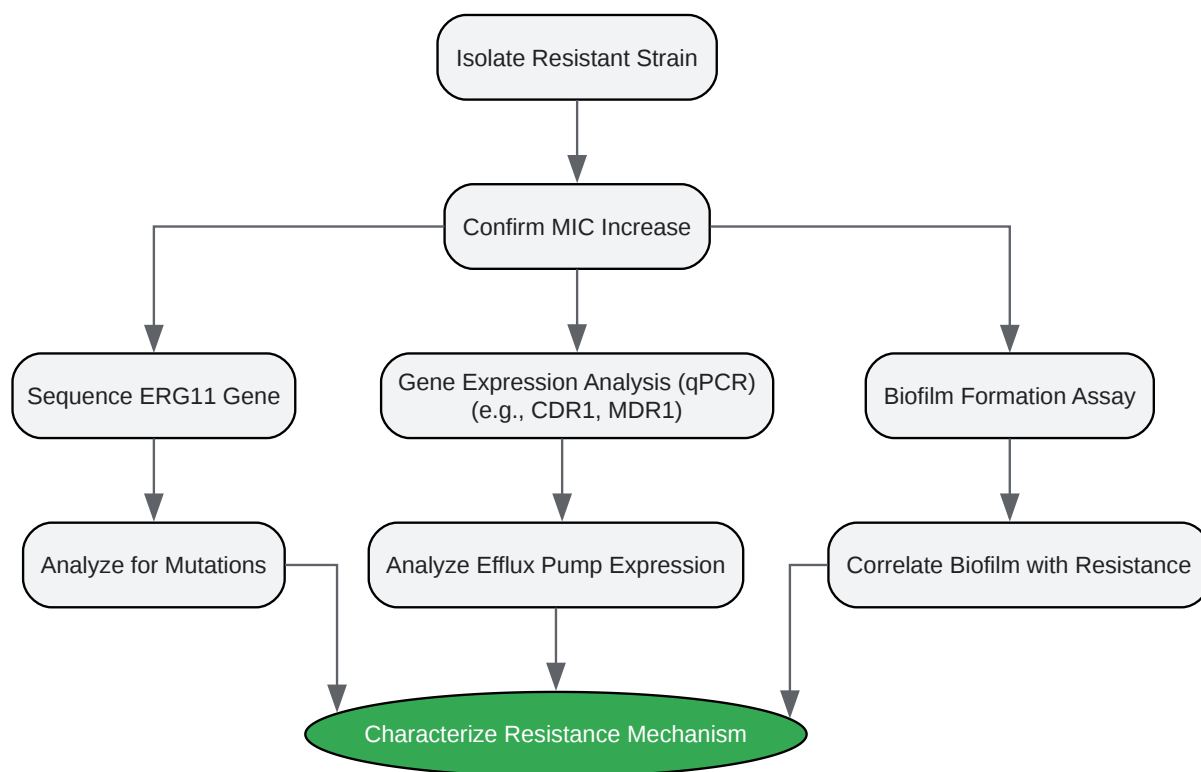 Isolate Resistant Strain
Confirm MIC Increase
Sequence ERG11 Gene
Gene Expression Analysis (qPCR)
(e.g., CDR1, MDR1)
Biofilm Formation Assay
Analyze for Mutations
Analyze Efflux Pump Expression
Correlate Biofilm with Resistance
Characterize Resistance Mechanism